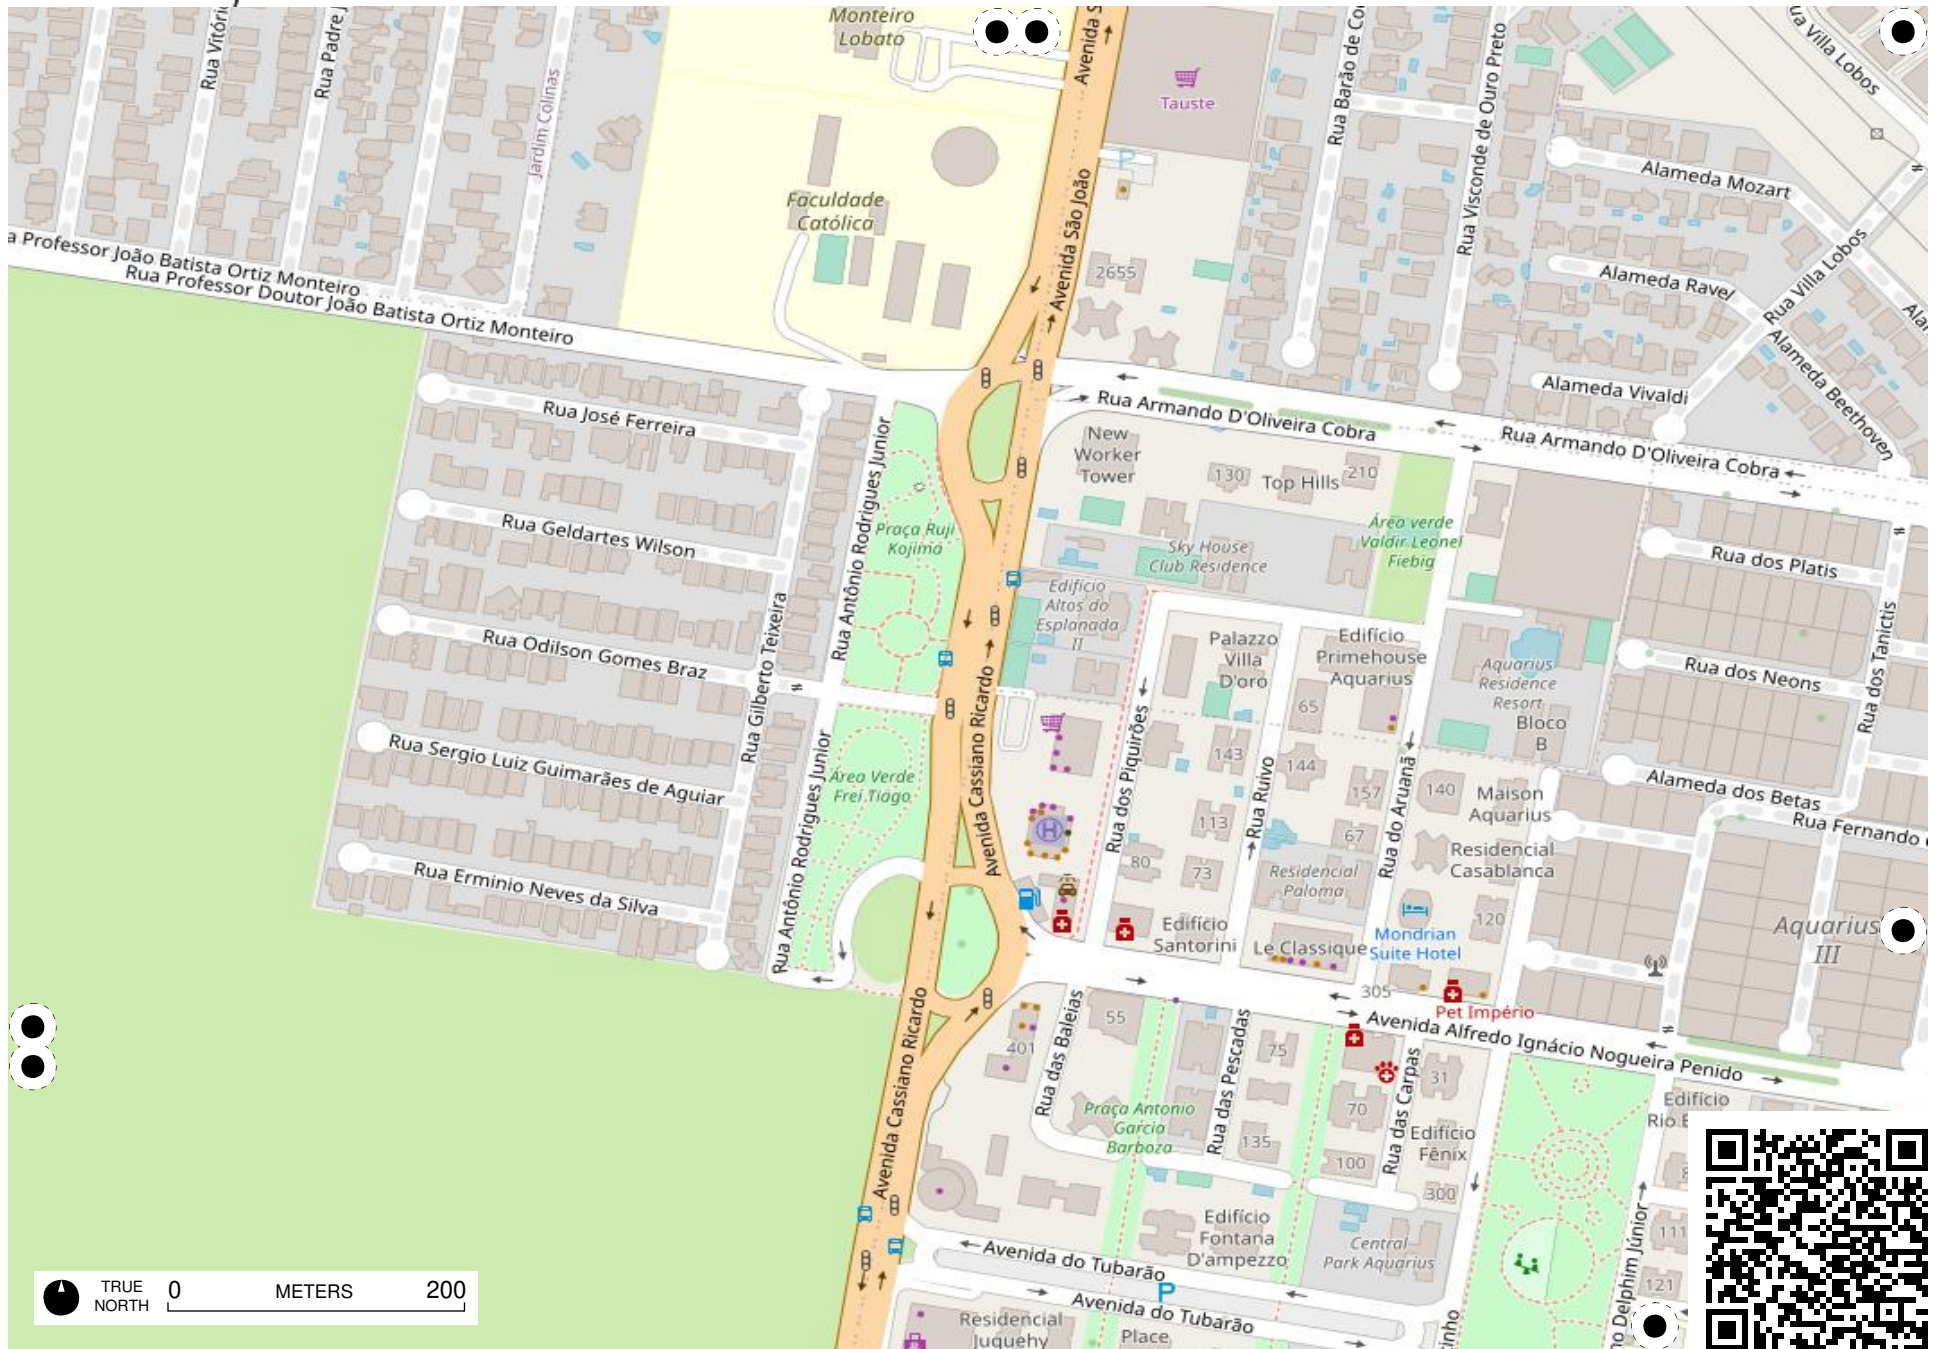 Monteiro
Lobato
Rua Vitóri
Rua Padre J
Jardim Colinas
Avenida S
Tauste
P
Rua Barão de Co
Rua Visconde de Ouro Preto
ua Villa Lobos
Alameda Mozart
Faculdade
Católica
Avenida São João
2655
Alameda Ravel
Rua Villa Lobos
Alameda Beethoven
Alameda Vivaldi
a Professor João Batista Ortiz Monteiro
Rua Professor Doutor João Batista Ortiz Monteiro
Rua José Ferreira
Rua Antônio Rodrigues Junior
Rua Armando D'Oliveira Cobra
Rua Armando D'Oliveira Cobra
New
Worker
Tower
130
Top Hills
210
Rua Geldartes Wilson
Praça Ruji
Kojima
Sky House
Club Residence
Área verde
Valdir Leonel
Fiebig
Rua dos Platis
Edifício
Altos do
Esplanada
II
Rua Odilson Gomes Braz
Rua Gilberto Teixeira
Palazzo
Villa
D'oro
Edifício
Primehouse
Aquarius
65
Aquarius
Residence
Resort
Bloco
B
Rua dos Neons
Rua dos Tanictis
Rua Sergio Luiz Guimarães de Aguiar
Área Verde
Frei Tiago
Avenida Cassiano Ricardo
Avenida Cassiano Ricardo
H
Rua dos Piquirões
143
144
Rua Ruivo
157
Rua do Aruanã
140
Maison
Aquarius
Alameda dos Betas
Rua Fernando
113
67
80
73
Residencial
Paloma
Residencial
Casablanca
Rua Erminio Neves da Silva
Rua Antônio Rodrigues Junior
Edifício
Santorini
Le Classique
Mondrian
Suite Hotel
120
Aquarius
III
305
Pet Império
Avenida Alfredo Ignácio Nogueira Penido
Avenida Cassiano Ricardo
401
Rua das Baleias
55
Rua das Pescadas
75
Rua das Carpas
31
70
Praça Antonio
Garcia
Barboza
135
100
Edifício
Fênix
300
Edifício
Rio
Edifício
Fontana
D'ampezzo
Central
Park Aquarius
no Delphim Júnior
111
121
Avenida do Tubarão
P
Avenida do Tubarão
Residencial
Juquehy
Place
inho
TRUE
NORTH
0 METERS 200